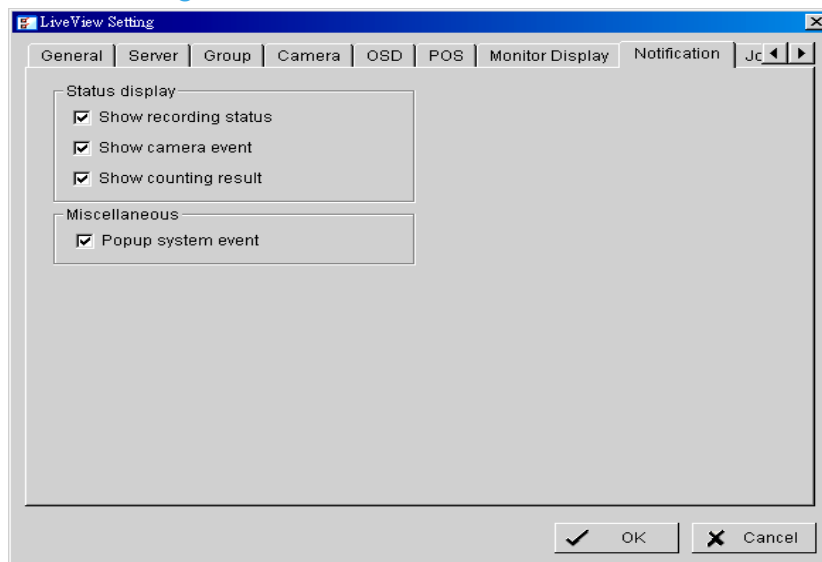 LiveView Setting
General Server Group Camera OSD POS Monitor Display Notification
Status display
Show recording status
Show camera event
Show counting result
Miscellaneous
Popup system event
OK Cancel